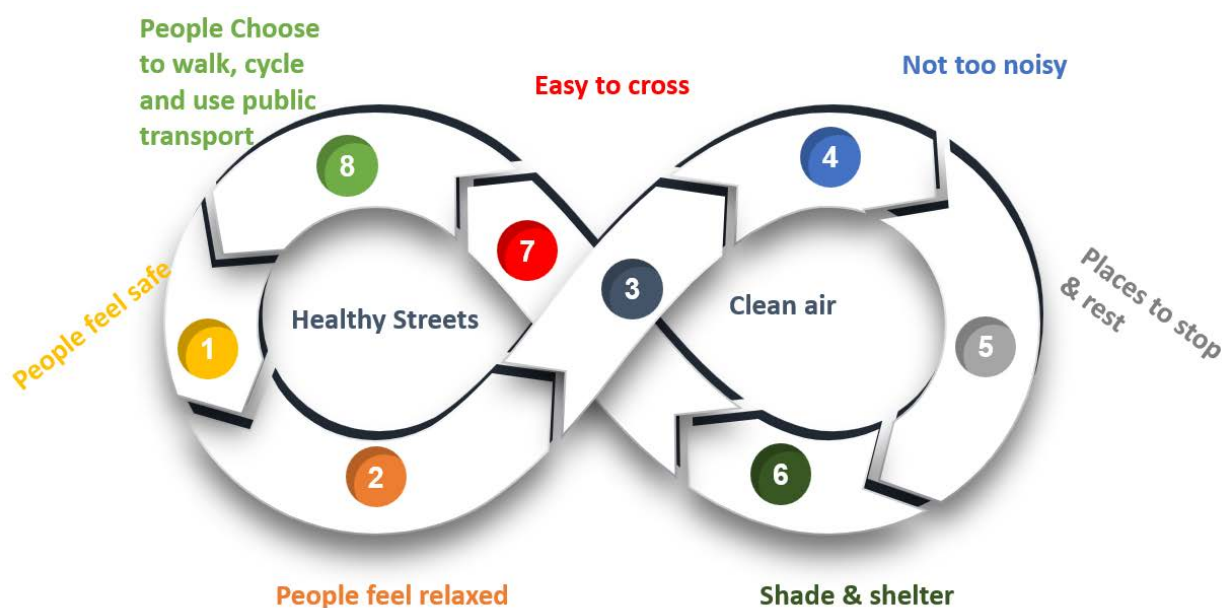 People Choose
to walk, cycle
and use public
transport
Easy to cross
Not too noisy
8
4
7
3
People feel safe
Healthy Streets
Clean air
Places to stop
& rest
1
5
2
6
People feel relaxed
Shade & shelter